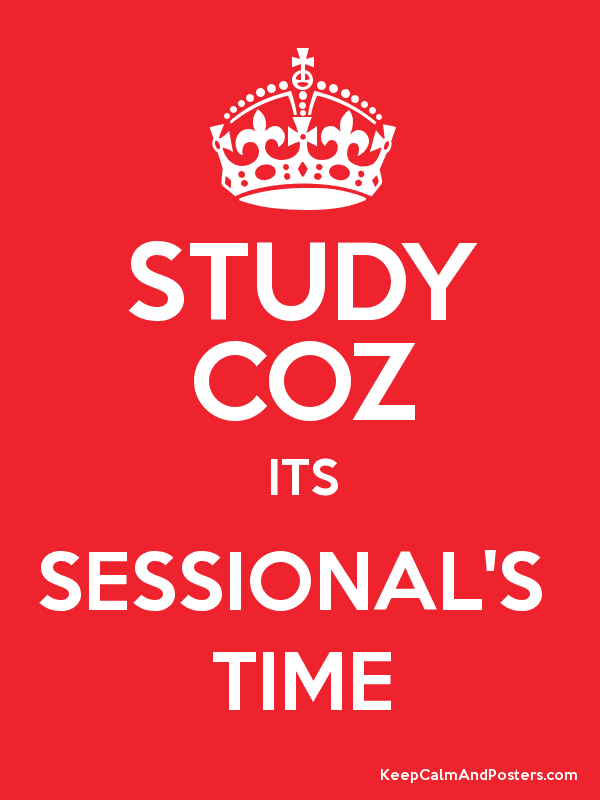 STUDY
COZ
ITS
SESSIONAL'S
TIME
KeepCalmAndPosters.com